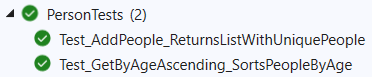 PersonTests (2)
Test_AddPeople_ReturnsListWithUniquePeople
Test_GetByAgeAscending_SortsPeopleByAge